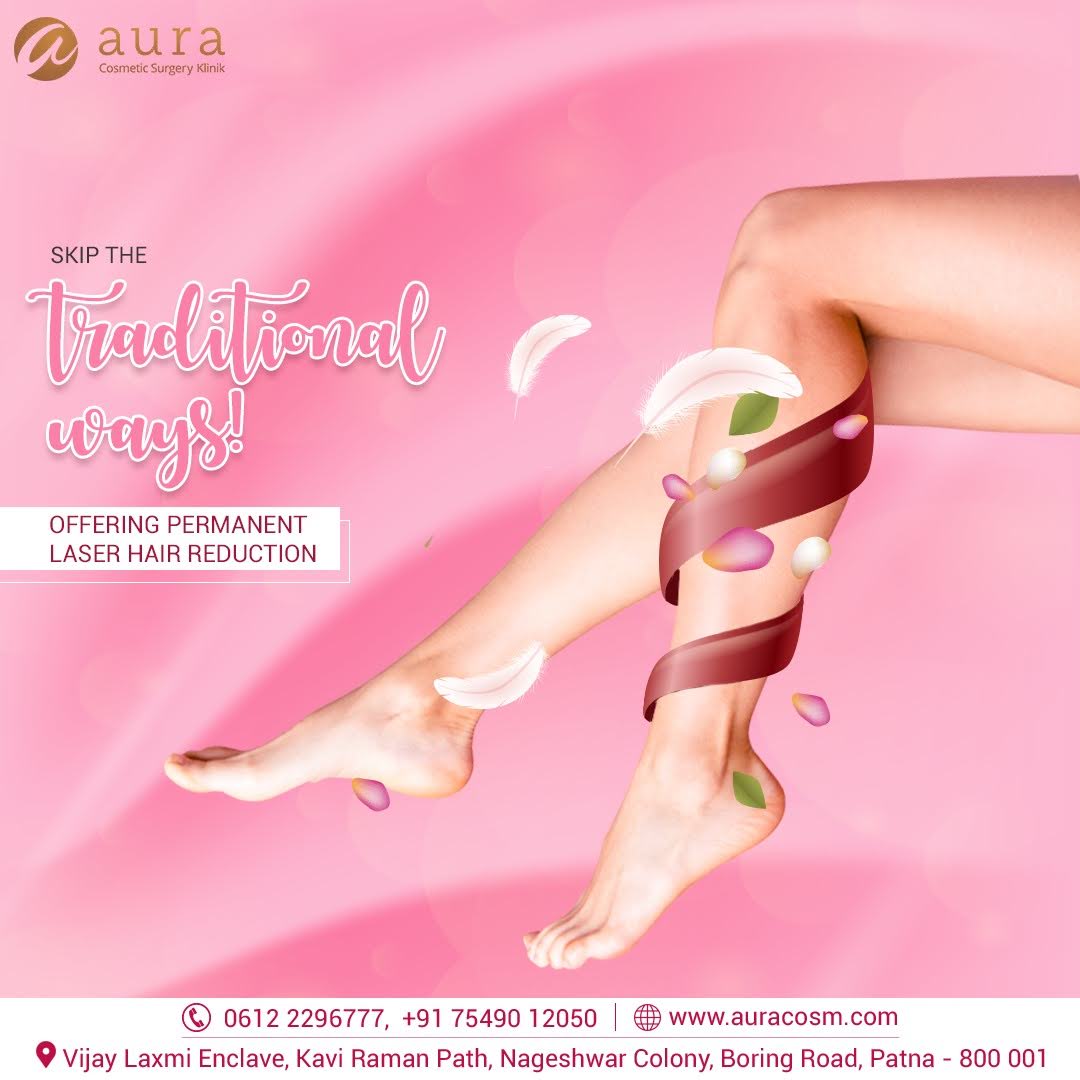 aura
Cosmetic Surgery Klinik
SKIP THE
traditional
ways!
OFFERING PERMANENT
LASER HAIR REDUCTION
0612 2296777, +91 75490 12050 | www.auracosm.com
Vijay Laxmi Enclave, Kavi Raman Path, Nageshwar Colony, Boring Road, Patna - 800 001